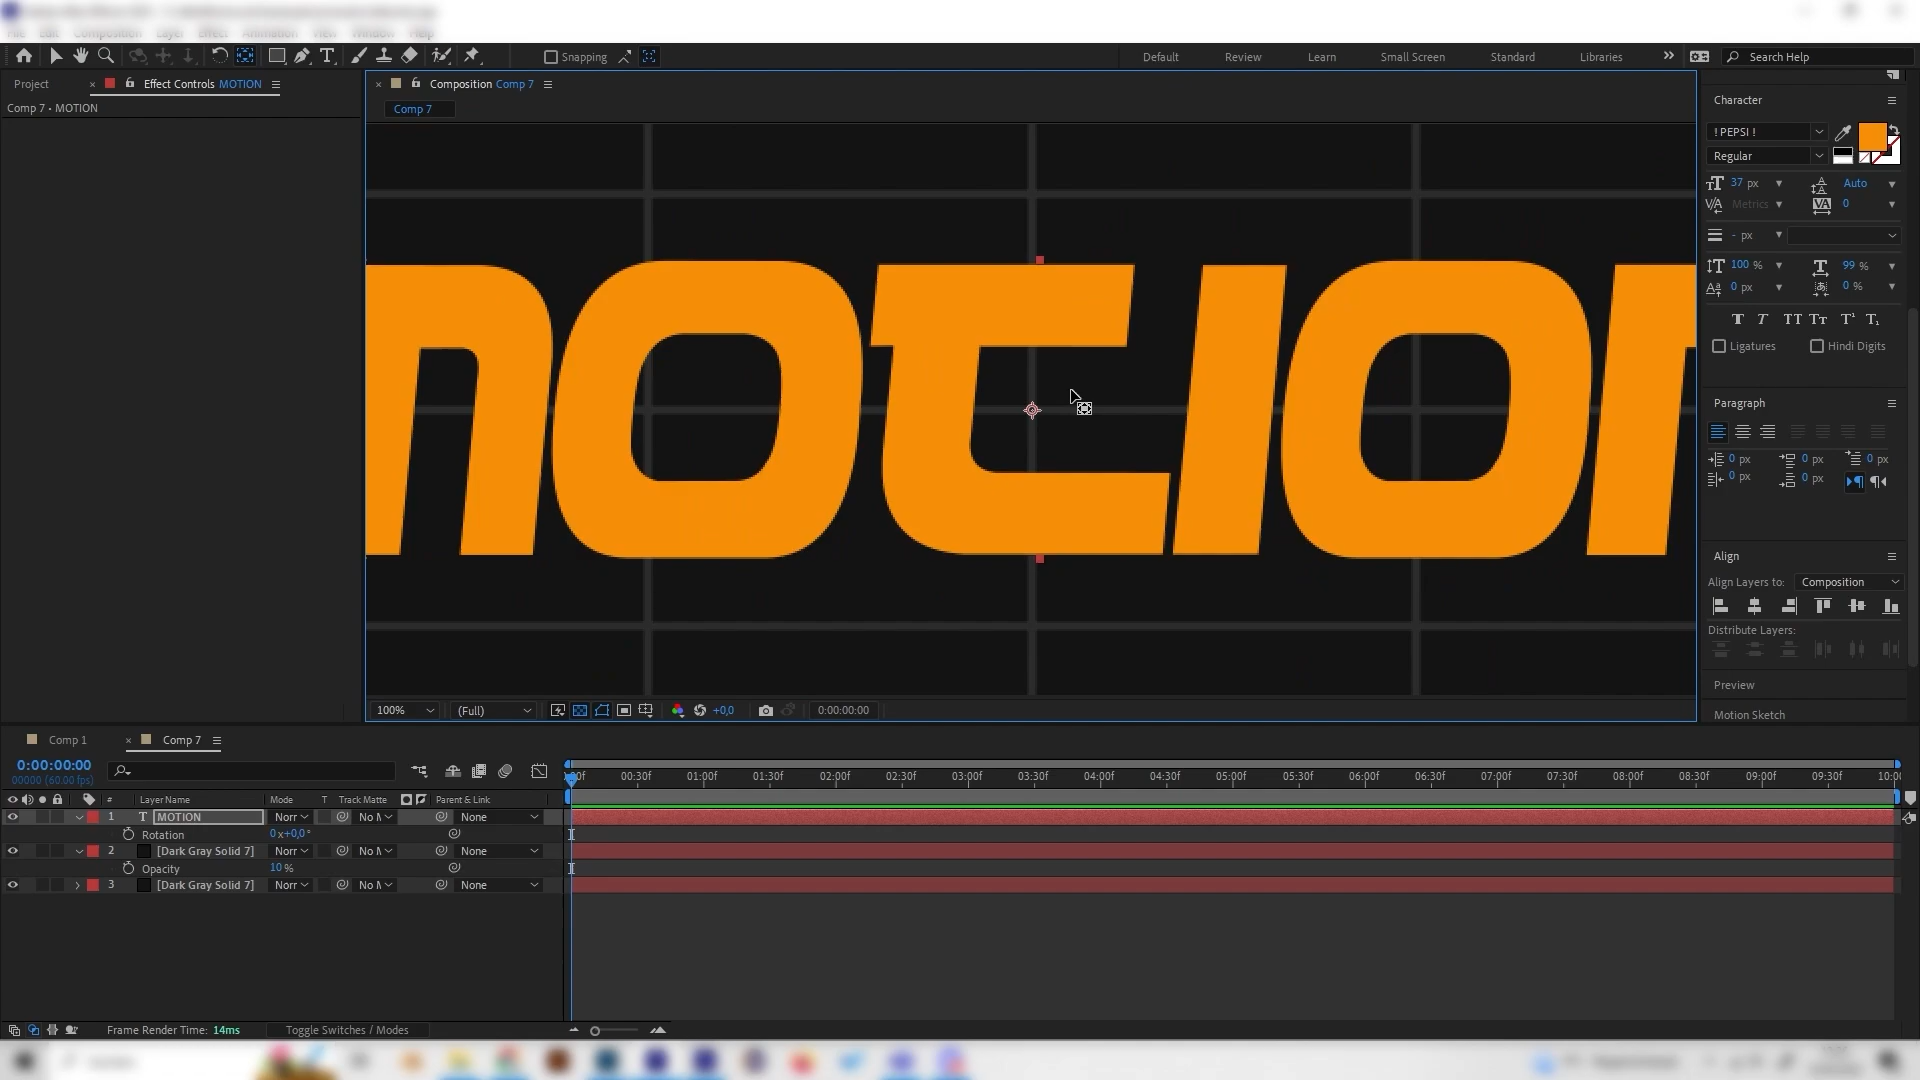 Snapping
Default
Review
Learn
Small Screen
Standard
Libraries
Search Help
Project
Effect Controls MOTION
Comp 7 • MOTION
Composition Comp 7
Comp 7
MOTION
100%
(Full)
+0,0
0:00:00:00
Character
! PEPSI !
Regular
37 px
Auto
Metrics
0
- px
100 %
99 %
0 px
0 %
Ligatures
Hindi Digits
Paragraph
0 px
0 px
0 px
0 px
0 px
Align
Align Layers to:
Composition
Distribute Layers:
Preview
Motion Sketch
Comp 1
Comp 7
0:00:00:00
00000 (60.00 fps)
00:30f
01:00f
01:30f
02:00f
02:30f
03:00f
03:30f
04:00f
04:30f
05:00f
05:30f
06:00f
06:30f
07:00f
07:30f
08:00f
08:30f
09:00f
09:30f
# Layer Name Mode T Track Matte Parent & Link
1 T MOTION Norr No M None
Rotation 0x+0,0°
2 [Dark Gray Solid 7] Norr No M None
Opacity 10 %
3 [Dark Gray Solid 7] Norr No M None
Frame Render Time: 14ms
Toggle Switches / Modes